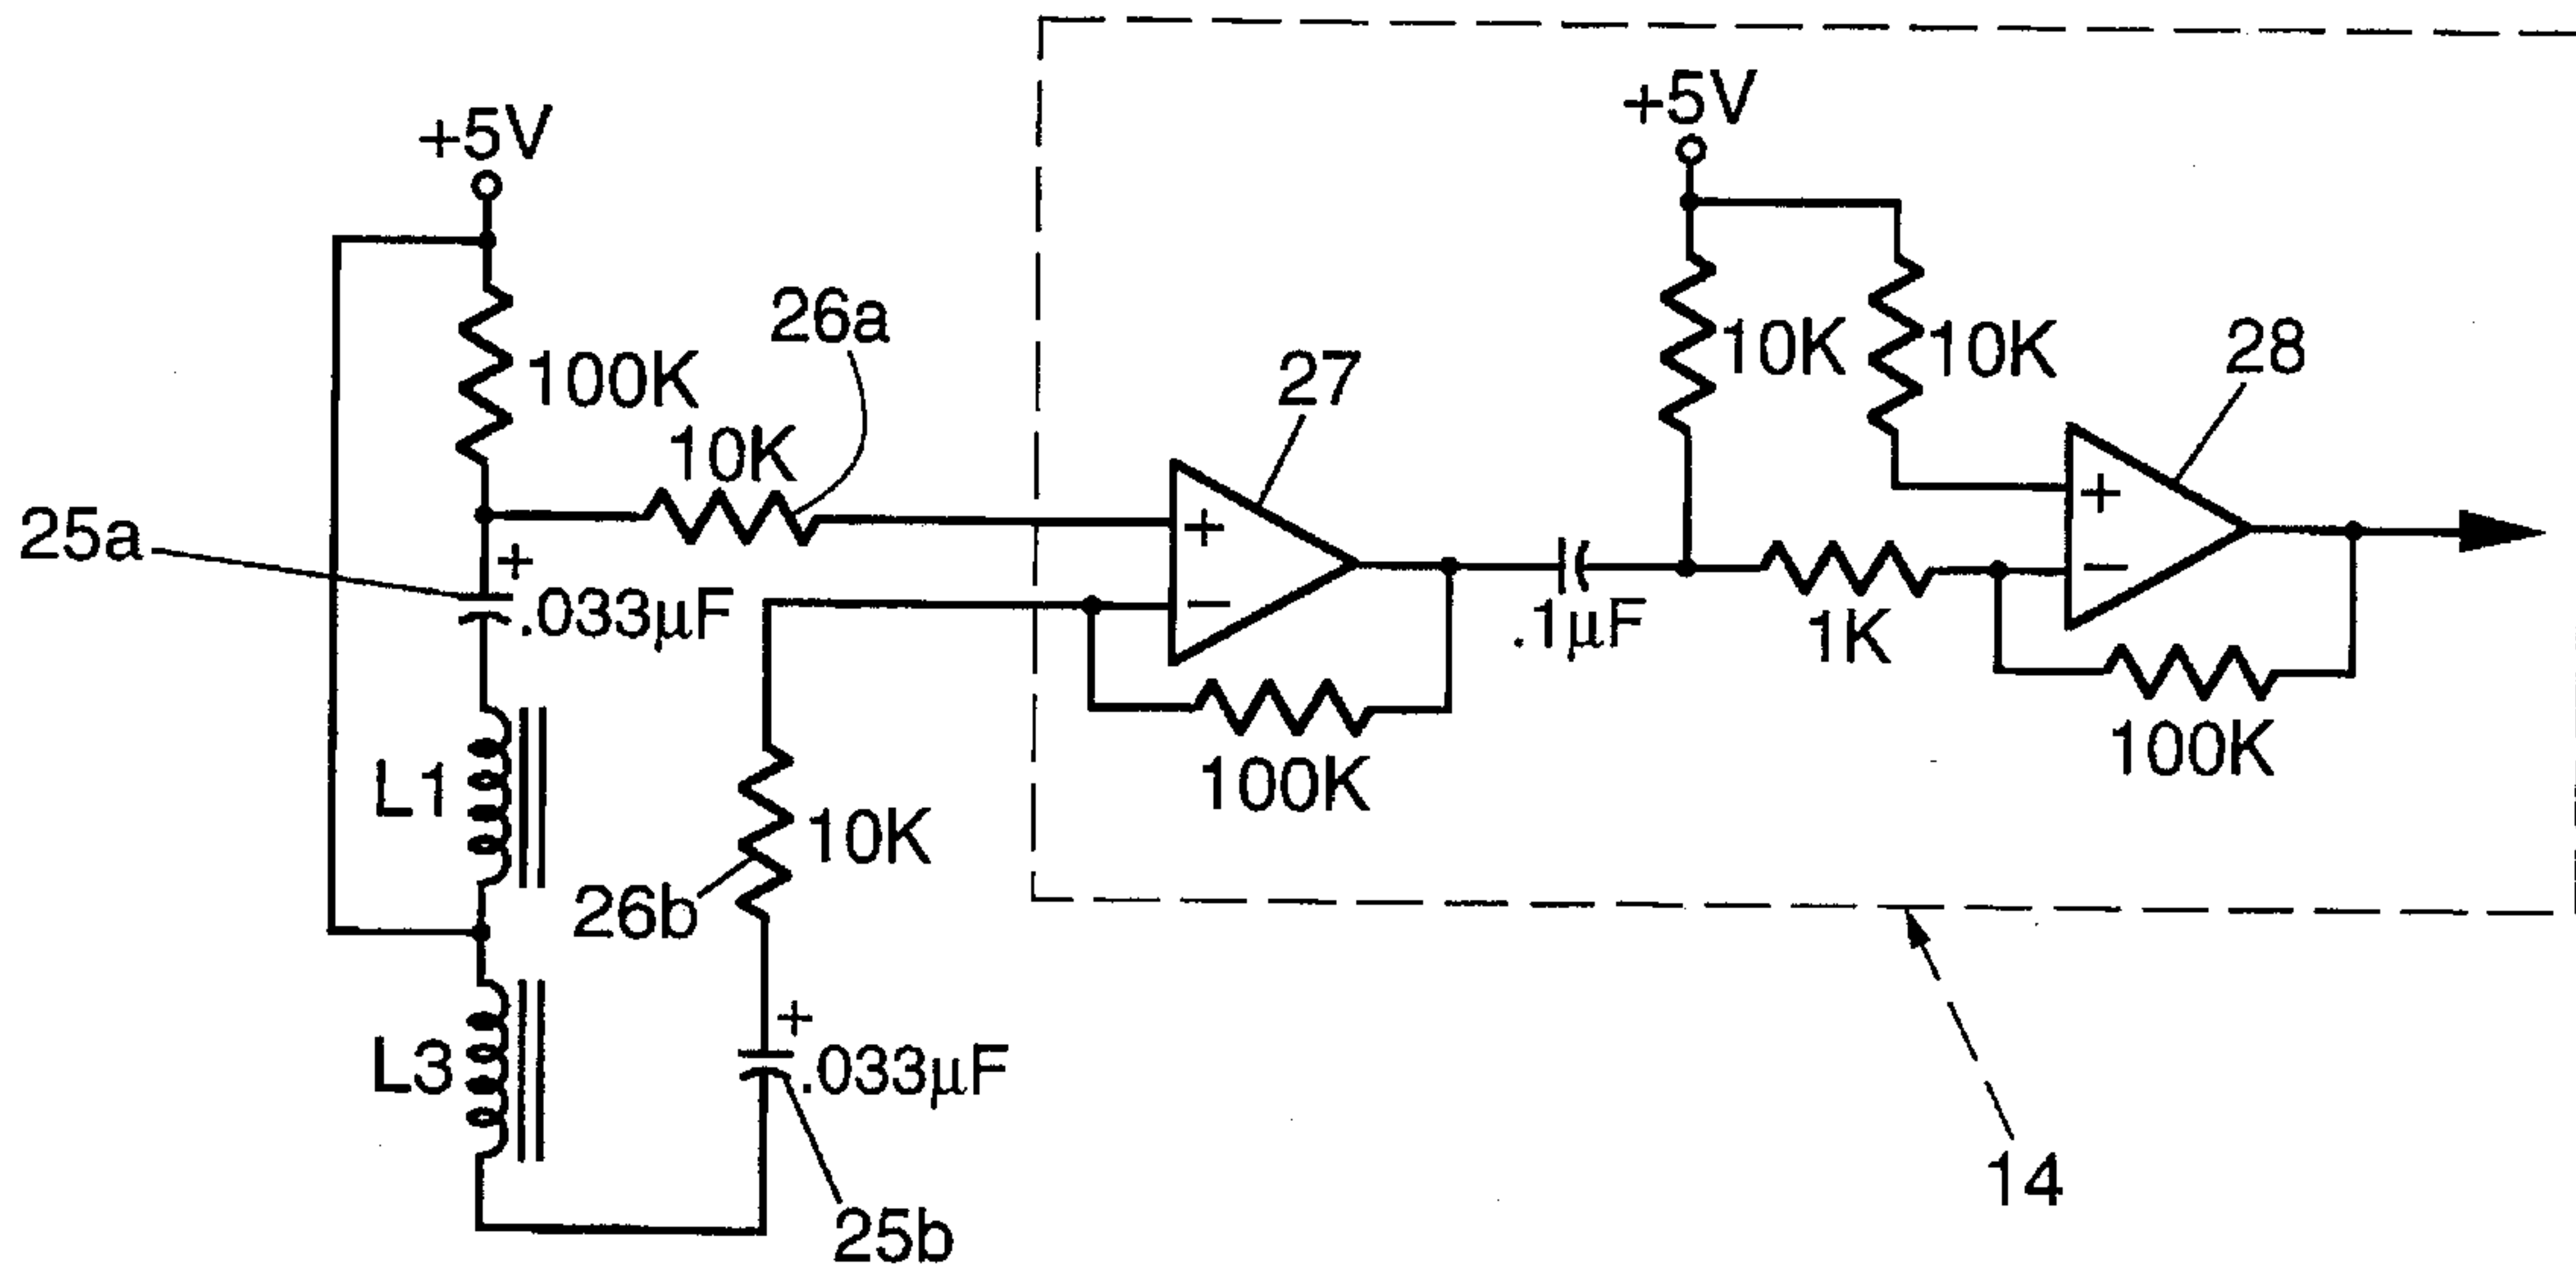 +5V
+5V
26a
100K
10K
10K
10K
27
28
25a
+
.033µF
+
−
+
−
.1µF
1K
100K
100K
L1
10K
26b
L3
+
.033µF
25b
14